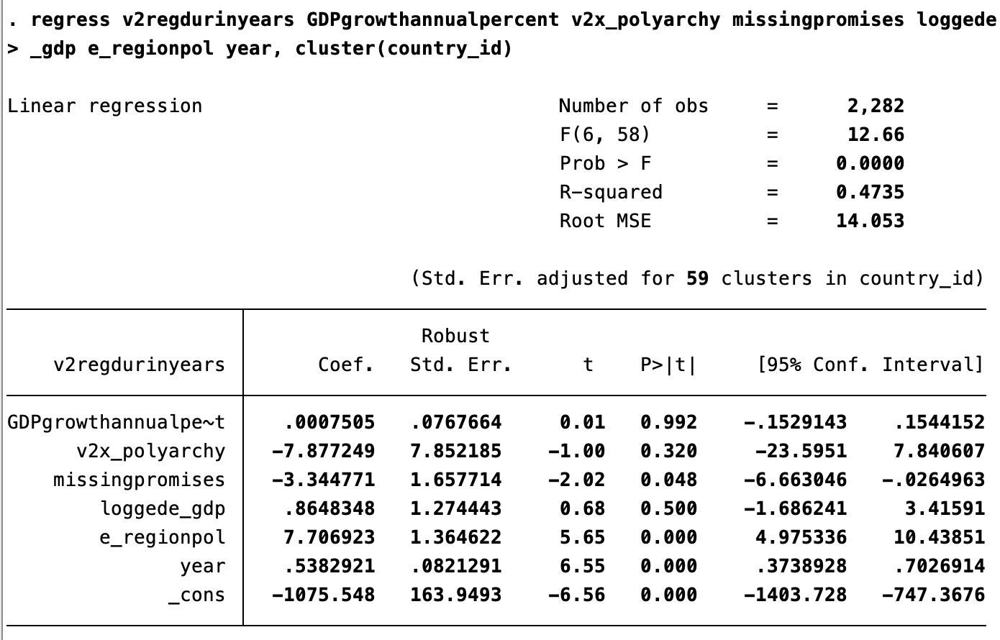 . regress v2regdurinyears GDPgrowthannualpercent v2x_polyarchy missingpromises loggede
> _gdp e_regionpol year, cluster(country_id)
Linear regression Number of obs = 2,282
F(6, 58) = 12.66
Prob > F = 0.0000
R-squared = 0.4735
Root MSE = 14.053
(Std. Err. adjusted for 59 clusters in country_id)
Robust
v2regdurinyears Coef. Std. Err. t P>|t| [95% Conf. Interval]
GDPgrowthannualpe~t .0007505 .0767664 0.01 0.992 -.1529143 .1544152
v2x_polyarchy -7.877249 7.852185 -1.00 0.320 -23.5951 7.840607
missingpromises -3.344771 1.657714 -2.02 0.048 -6.663046 -.0264963
loggede_gdp .8648348 1.274443 0.68 0.500 -1.686241 3.41591
e_regionpol 7.706923 1.364622 5.65 0.000 4.975336 10.43851
year .5382921 .0821291 6.55 0.000 .3738928 .7026914
_cons -1075.548 163.9493 -6.56 0.000 -1403.728 -747.3676